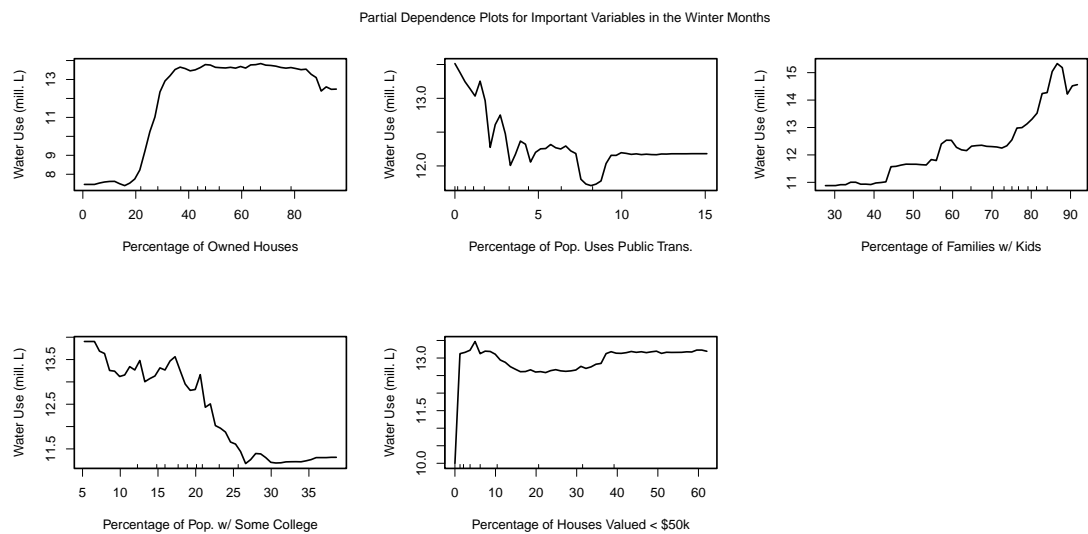 Partial Dependence Plots for Important Variables in the Winter Months
Water Use (mill. L)
8 9 11 13
0 20 40 60 80
Percentage of Owned Houses
Water Use (mill. L)
12.0 13.0
0 5 10 15
Percentage of Pop. Uses Public Trans.
Water Use (mill. L)
11 12 13 14 15
30 40 50 60 70 80 90
Percentage of Families w/ Kids
Water Use (mill. L)
11.5 12.5 13.5
5 10 15 20 25 30 35
Percentage of Pop. w/ Some College
Water Use (mill. L)
10.0 11.5 13.0
0 10 20 30 40 50 60
Percentage of Houses Valued < $50k